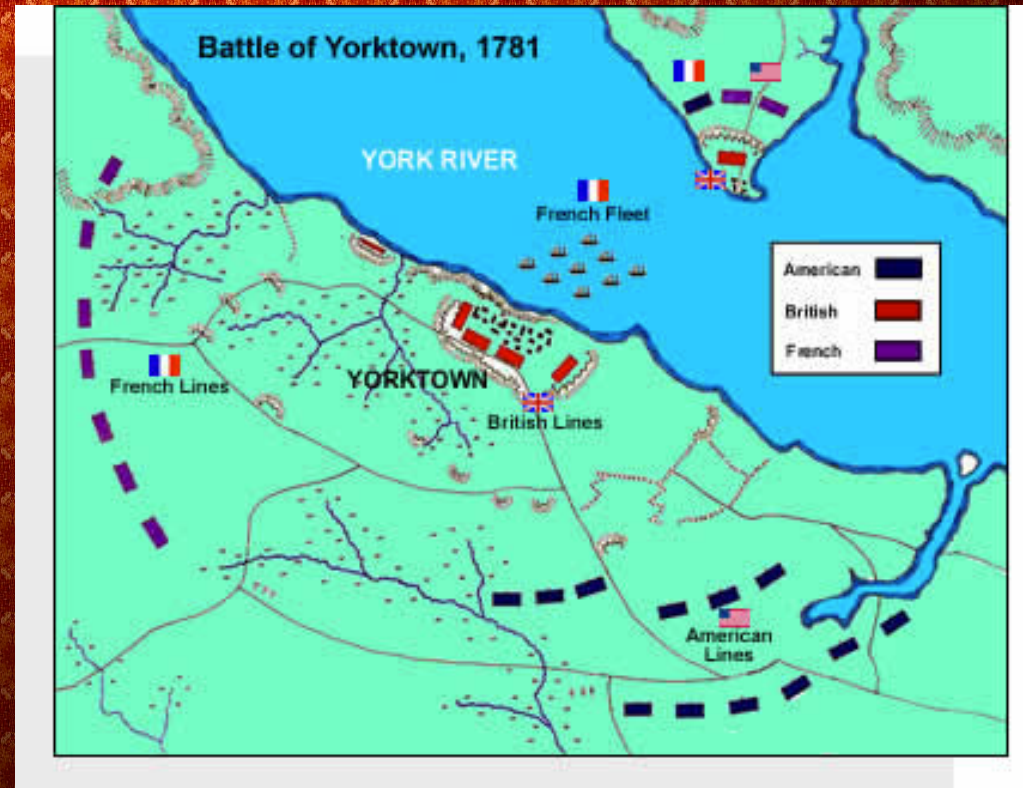 Battle of Yorktown, 1781
YORK RIVER
French Fleet
American
British
French
French Lines
YORKTOWN
British Lines
American
Lines